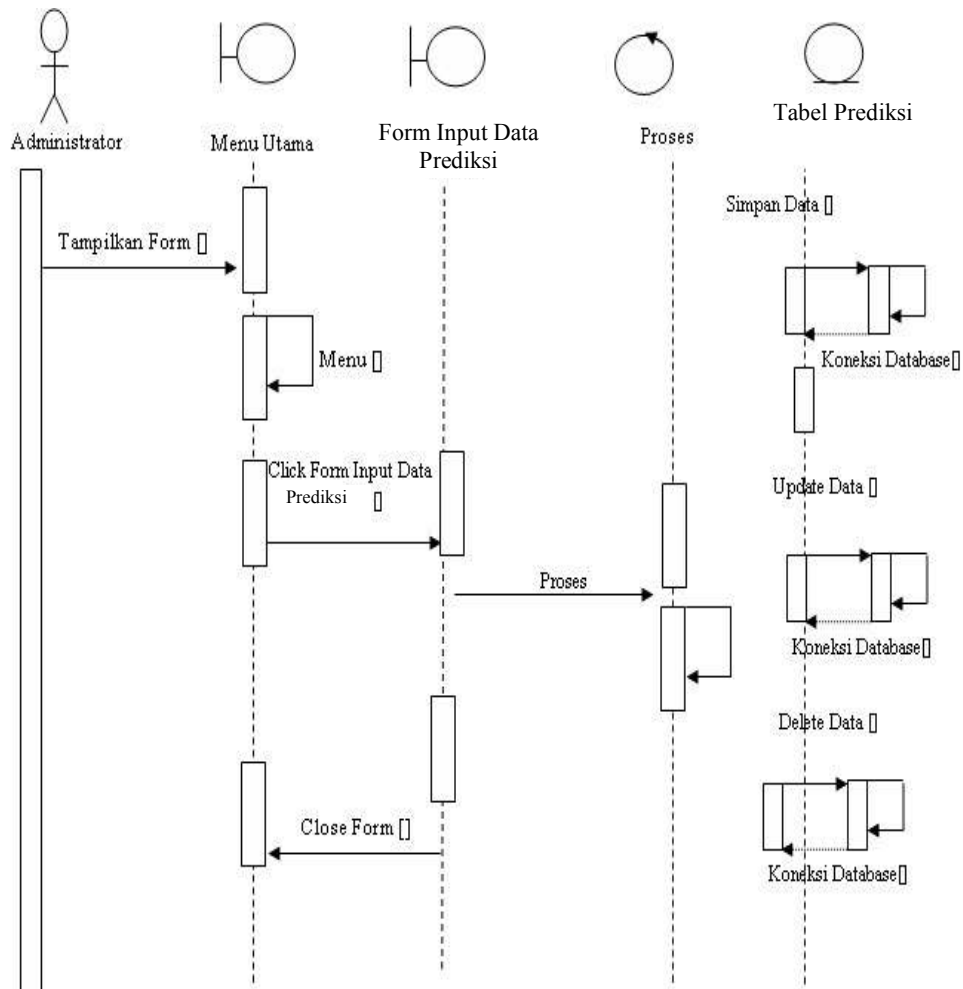 Administrator
Menu Utama
Form Input Data
Prediksi
Proses
Tabel Prediksi
Simpan Data []
Tampilkan Form []
Koneksi Database[]
Menu []
Click Form Input Data
Prediksi []
Update Data []
Proses
Koneksi Database[]
Delete Data []
Close Form []
Koneksi Database[]